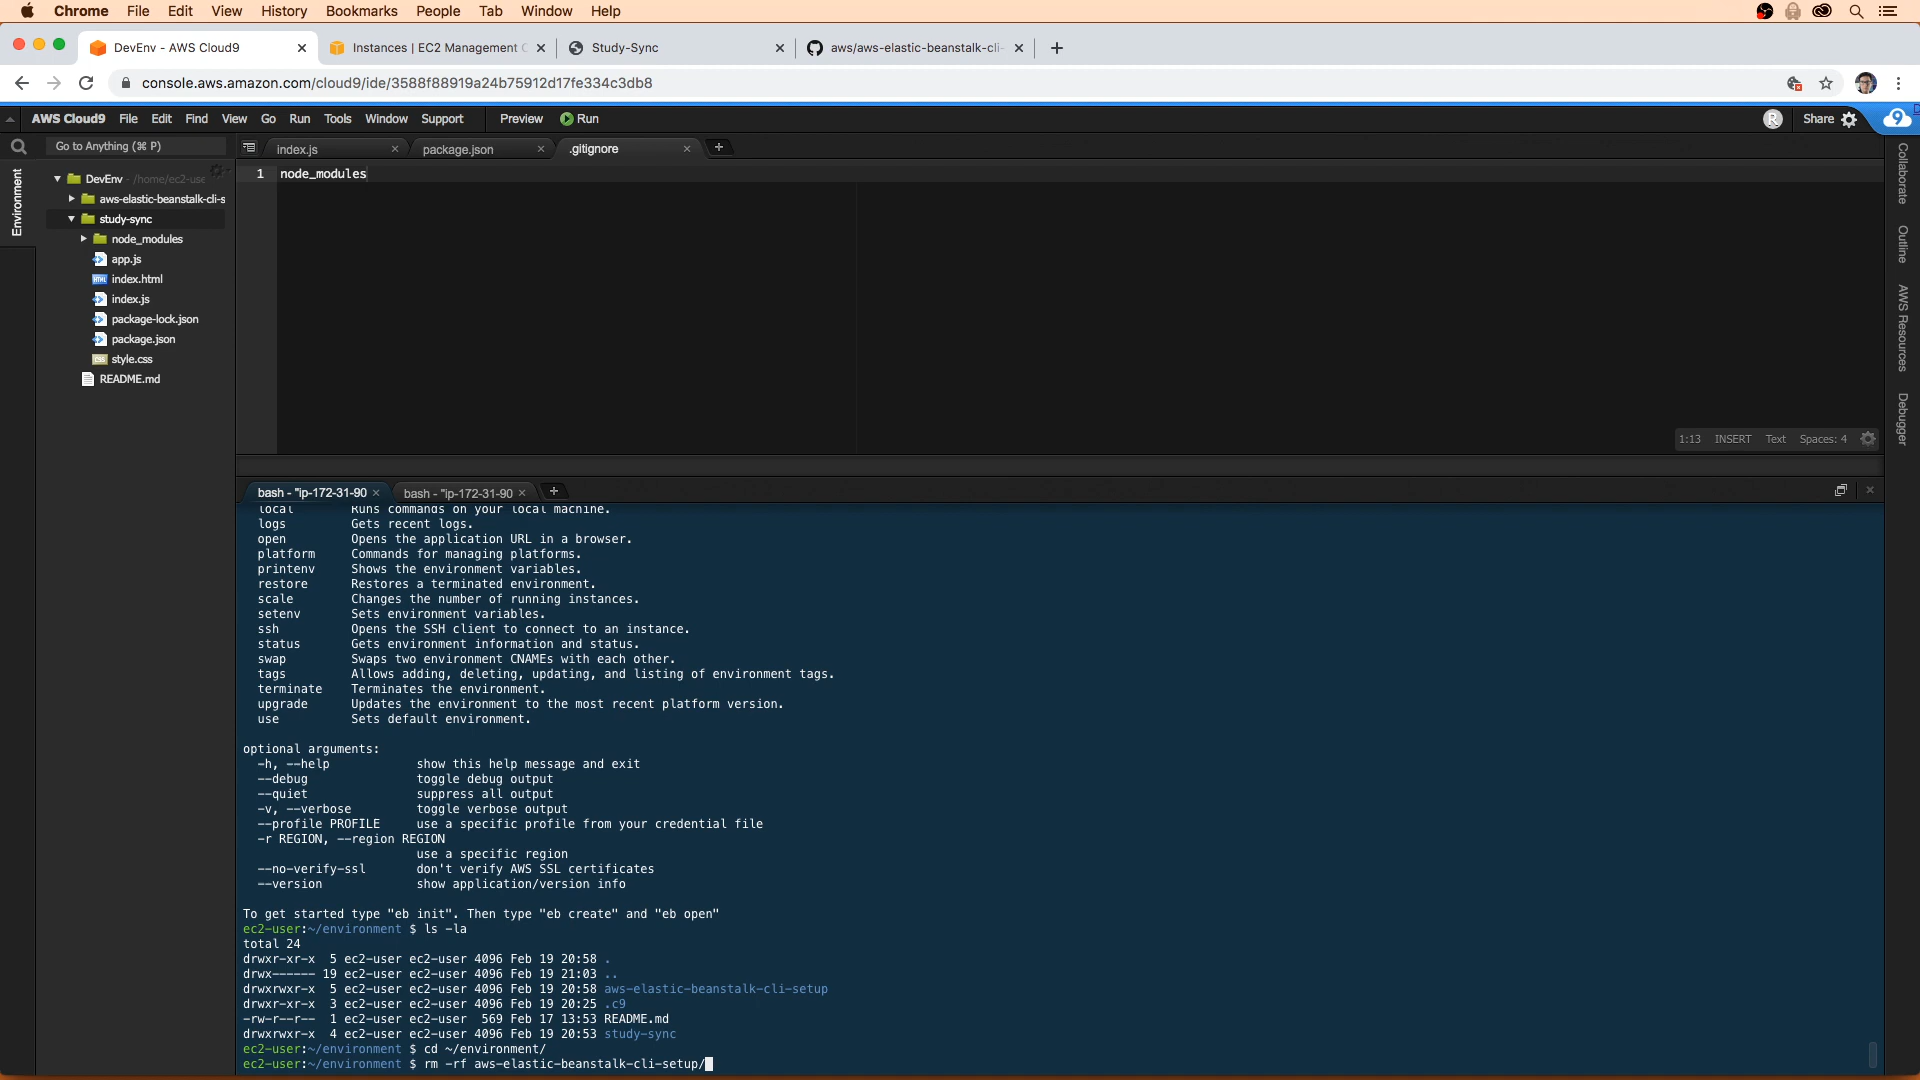 Chrome File Edit View History Bookmarks People Tab Window Help
DevEnv - AWS Cloud9
Instances | EC2 Management C
Study-Sync
aws/aws-elastic-beanstalk-cli-
console.aws.amazon.com/cloud9/ide/3588f88919a24b75912d17fe334c3db8
AWS Cloud9 File Edit Find View Go Run Tools Window Support Preview Run
R Share
Go to Anything (⌘ P)
index.js
package.json
.gitignore
Environment
DevEnv - /home/ec2-use
aws-elastic-beanstalk-cli-s
study-sync
node_modules
app.js
index.html
index.js
package-lock.json
package.json
style.css
README.md
1 node_modules
1:13 INSERT Text Spaces: 4
Collaborate
Outline
AWS Resources
Debugger
bash - "ip-172-31-90
bash - "ip-172-31-90
local Runs commands on your local machine.
logs Gets recent logs.
open Opens the application URL in a browser.
platform Commands for managing platforms.
printenv Shows the environment variables.
restore Restores a terminated environment.
scale Changes the number of running instances.
setenv Sets environment variables.
ssh Opens the SSH client to connect to an instance.
status Gets environment information and status.
swap Swaps two environment CNAMEs with each other.
tags Allows adding, deleting, updating, and listing of environment tags.
terminate Terminates the environment.
upgrade Updates the environment to the most recent platform version.
use Sets default environment.
optional arguments:
-h, --help show this help message and exit
--debug toggle debug output
--quiet suppress all output
-v, --verbose toggle verbose output
--profile PROFILE use a specific profile from your credential file
-r REGION, --region REGION
use a specific region
--no-verify-ssl don't verify AWS SSL certificates
--version show application/version info
To get started type "eb init". Then type "eb create" and "eb open"
ec2-user:~/environment $ ls -la
total 24
drwxr-xr-x 5 ec2-user ec2-user 4096 Feb 19 20:58 .
drwx------ 19 ec2-user ec2-user 4096 Feb 19 21:03 ..
drwxrwxr-x 5 ec2-user ec2-user 4096 Feb 19 20:58 aws-elastic-beanstalk-cli-setup
drwxr-xr-x 3 ec2-user ec2-user 4096 Feb 19 20:25 .c9
-rw-r--r-- 1 ec2-user ec2-user 569 Feb 17 13:53 README.md
drwxrwxr-x 4 ec2-user ec2-user 4096 Feb 19 20:53 study-sync
ec2-user:~/environment $ cd ~/environment/
ec2-user:~/environment $ rm -rf aws-elastic-beanstalk-cli-setup/